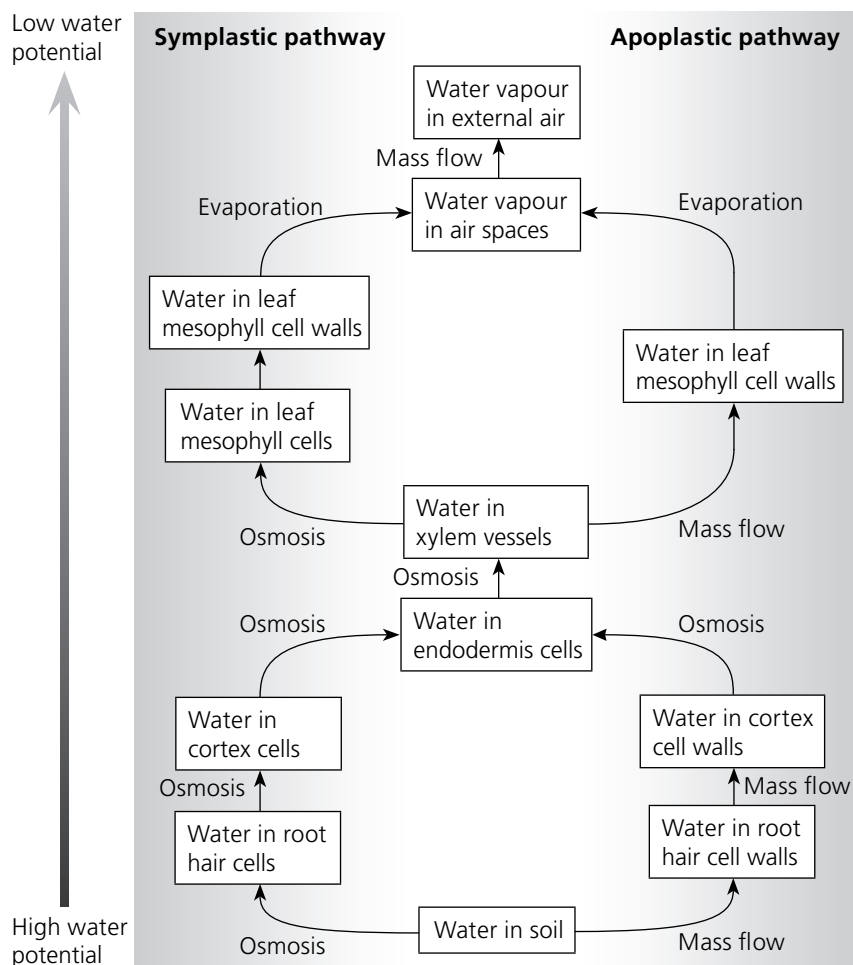 Low water
potential
Symplastic pathway
Apoplastic pathway
Water vapour
in external air
Mass flow
Water vapour
in air spaces
Evaporation
Evaporation
Water in leaf
mesophyll cell walls
Water in leaf
mesophyll cell walls
Water in leaf
mesophyll cells
Water in
xylem vessels
Osmosis
Mass flow
Osmosis
Water in
endodermis cells
Osmosis
Osmosis
Water in
cortex cells
Water in cortex
cell walls
Osmosis
Mass flow
Water in root
hair cells
Water in root
hair cell walls
Water in soil
Osmosis
Mass flow
High water
potential